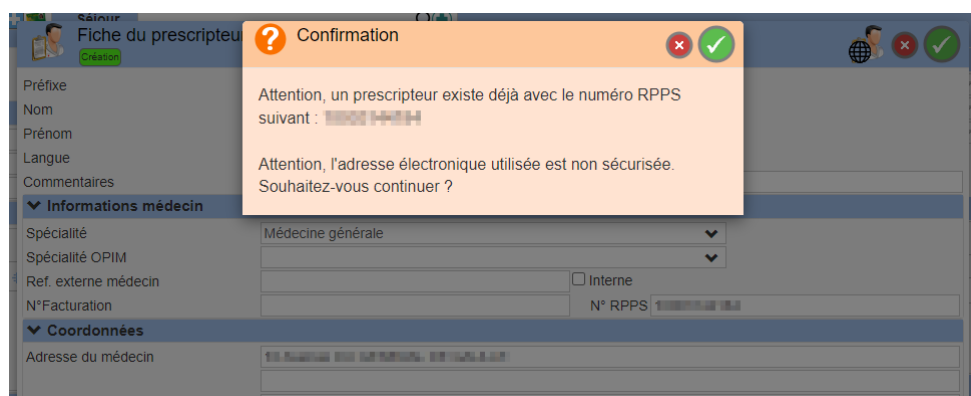 Séjour
Fiche du prescripteu
Création
Confirmation
Attention, un prescripteur existe déjà avec le numéro RPPS
suivant :
Attention, l'adresse électronique utilisée est non sécurisée.
Souhaitez-vous continuer ?
Préfixe
Nom
Prénom
Langue
Commentaires
Informations médecin
Spécialité Médecine générale
Spécialité OPIM
Ref. externe médecin Interne
N°Facturation N° RPPS
Coordonnées
Adresse du médecin